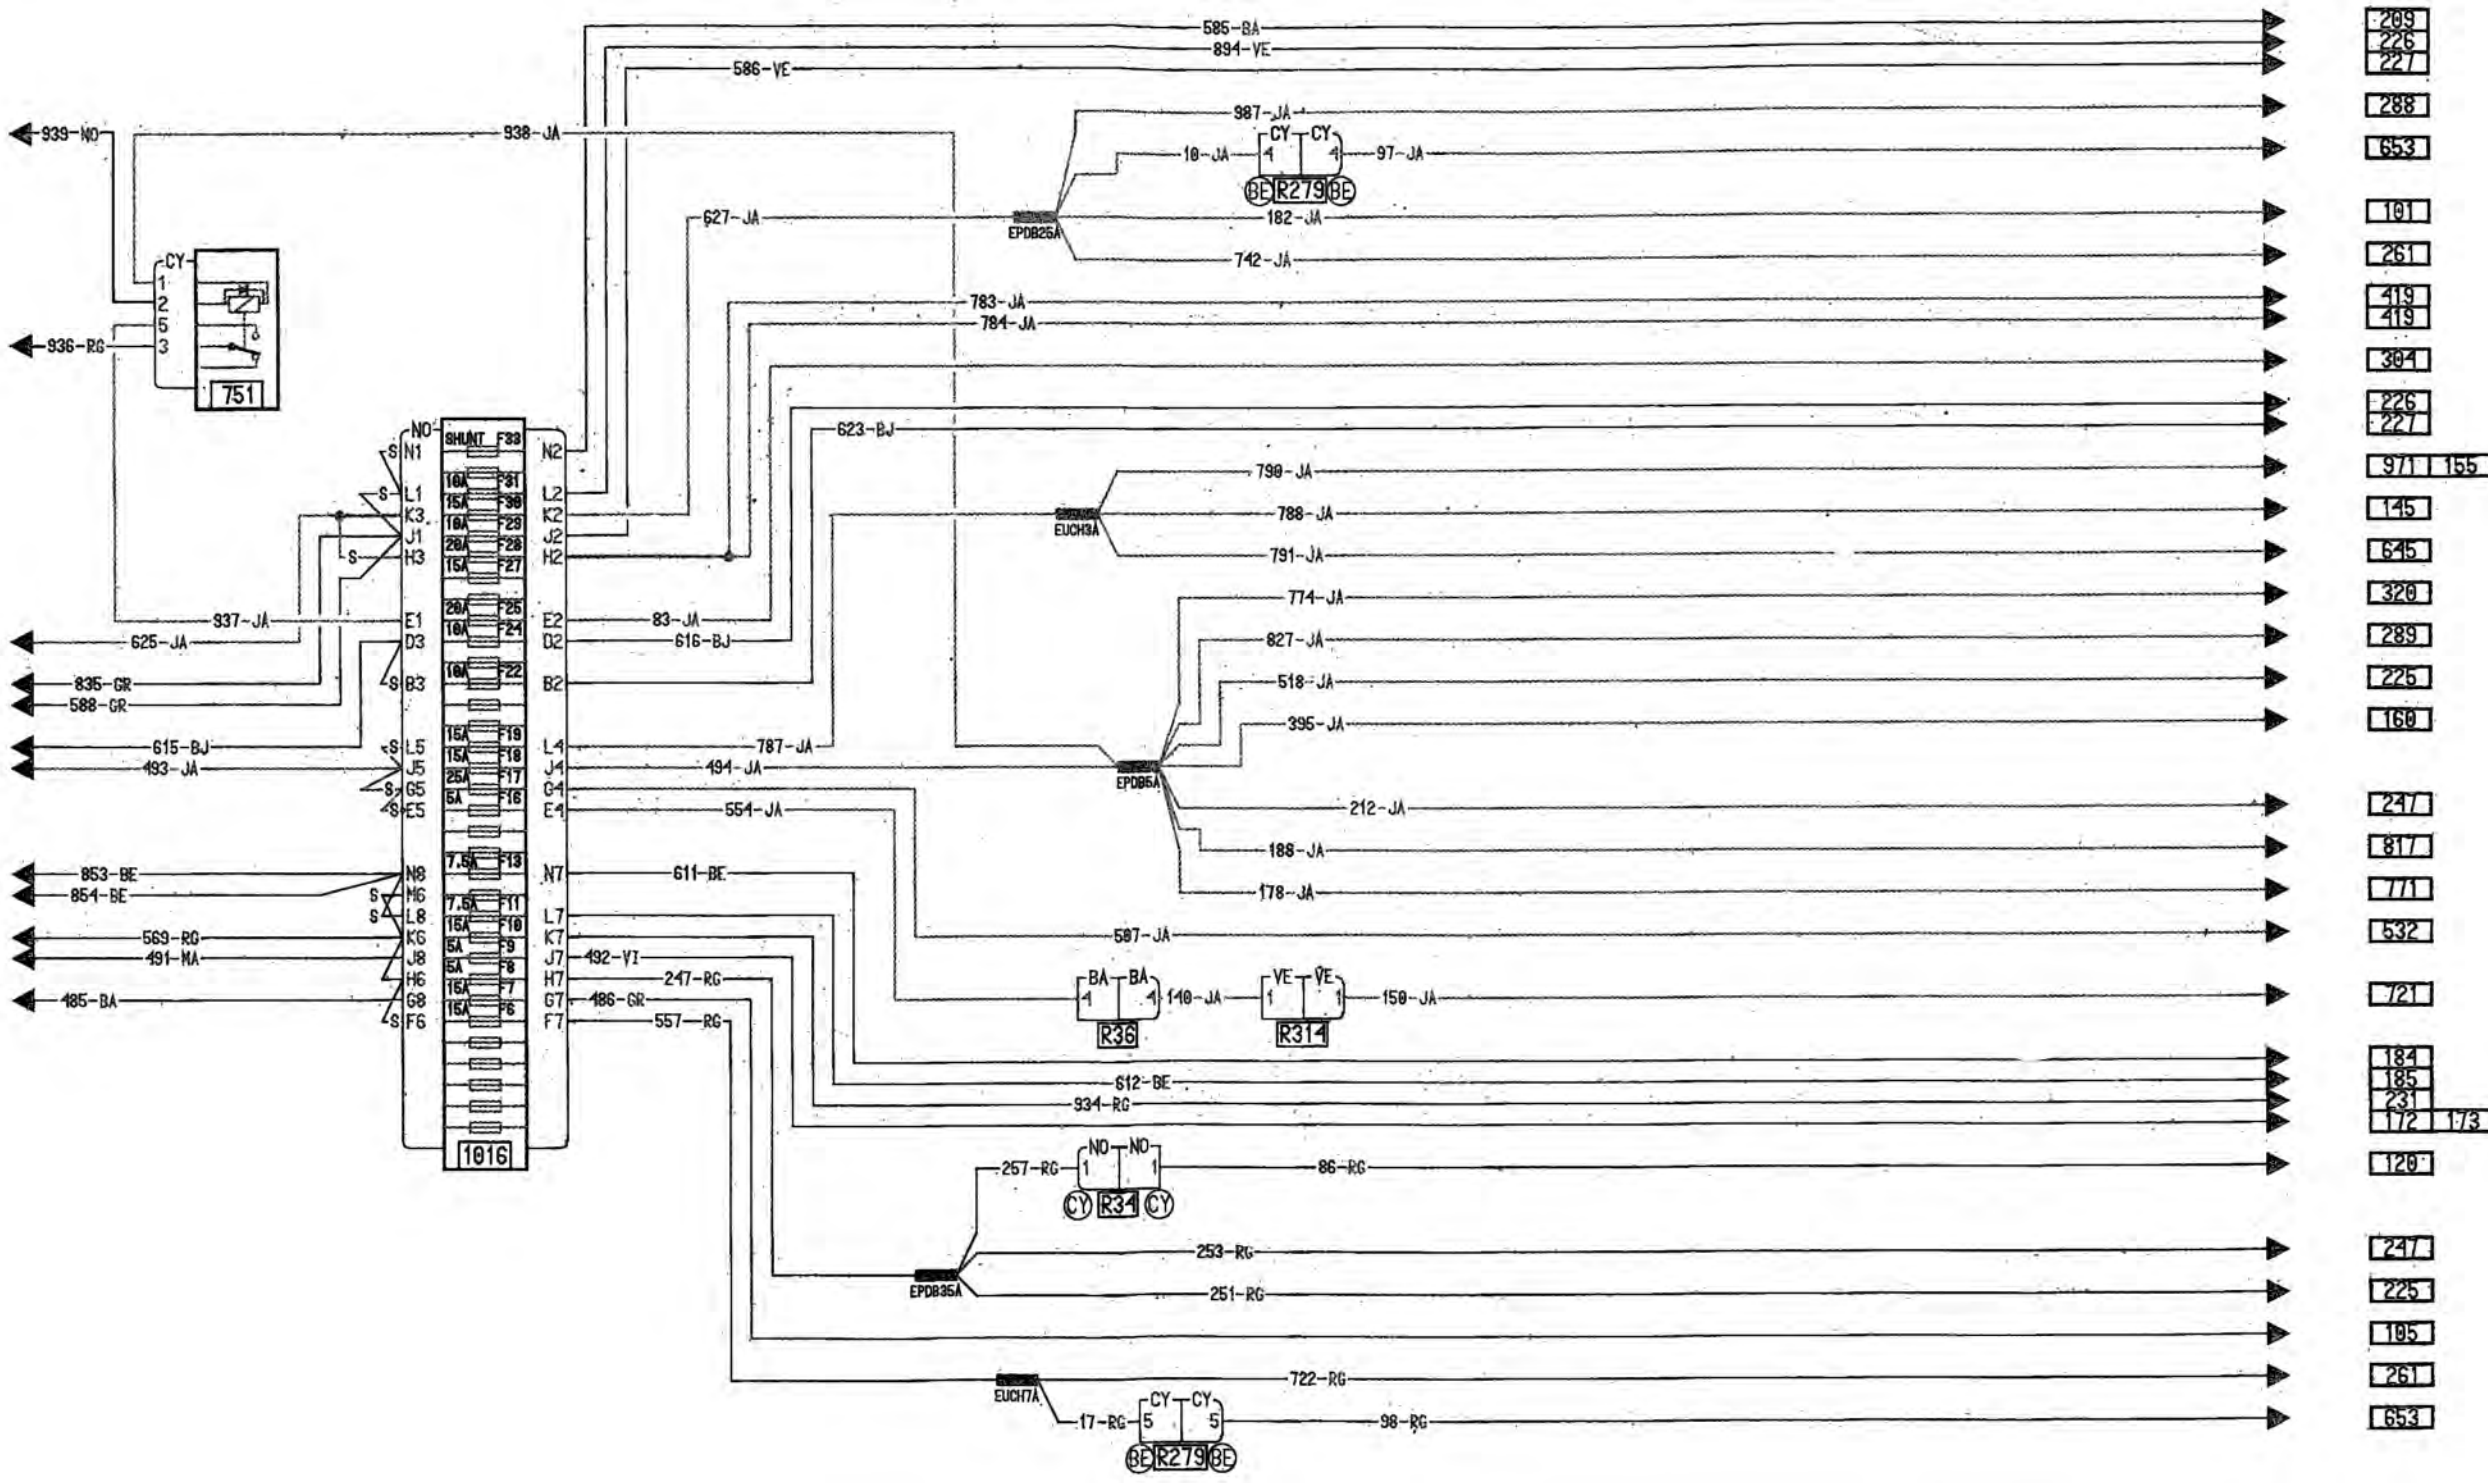 585-BA 209
894-VE 226
586-VE 227
987-JA 288
939-NO 938-JA
CY CY
10-JA 4 4 97-JA 653
BE R279 BE
627-JA 182-JA 101
EPDB25A
742-JA 261
CY
1
2
5
3
783-JA 419
784-JA 419
936-RG
304
751
226
623-BJ 227
NO SHUNT F33
S N1 N2
790-JA 971 155
10A F31
S L1 L2
15A F30
K3 K2 788-JA 145
EUCH3A
10A F29
J1 J2
20A F28
S H3 H2 791-JA 645
15A F27
774-JA 320
20A F25
937-JA E1 E2 83-JA
10A F24
625-JA D3 D2 616-BJ 827-JA 289
10A F22
835-GR S B3 B2 518-JA 225
588-GR
395-JA 160
15A F19
615-BJ S L5 L4 787-JA
15A F18
493-JA J5 J4 494-JA
EPDB5A
25A F17
S G5 G4
5A F16
S E5 E4 554-JA 212-JA 247
188-JA 817
7.5A F13
853-BE N8 N7 611-BE
854-BE S M6 178-JA 771
7.5A F11
S L8 L7
15A F10
569-RG K6 K7 587-JA 532
5A F9
491-MA J8 J7 492-VI
5A F8
H6 H7 247-RG
BA BA VE VE
15A F7
485-BA G8 G7 486-GR 4 4 140-JA 1 1 150-JA 721
15A F6
S F6 F7 557-RG
R36 R314
184
612-BE 185
934-RG 231
172 173
1016
NO NO
257-RG 1 1 86-RG 120
CY R34 CY
253-RG 247
EPDB35A
251-RG 225
105
722-RG 261
EUCH7A
CY CY
17-RG 5 5 98-RG 653
BE R279 BE